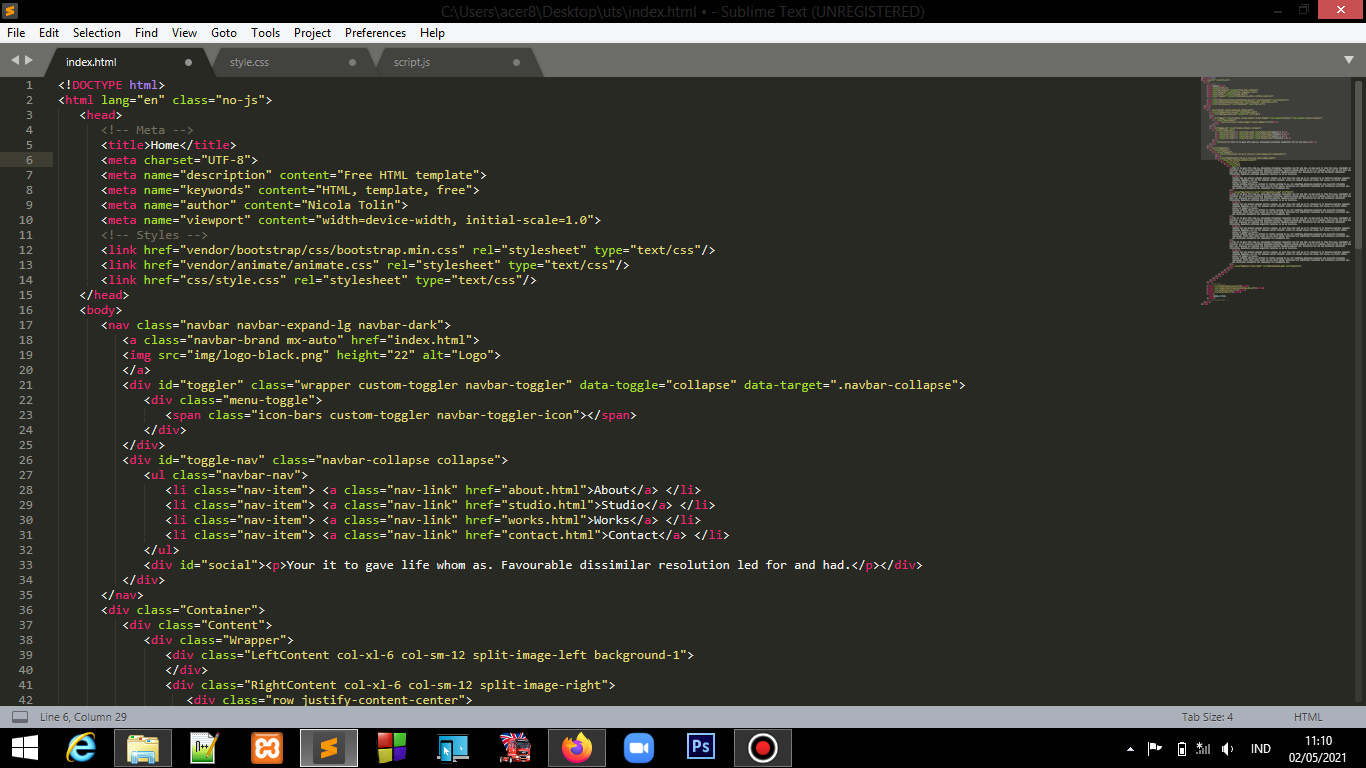 C:\Users\acer8\Desktop\uts\index.html • - Sublime Text (UNREGISTERED)
File Edit Selection Find View Goto Tools Project Preferences Help
index.html style.css script.js
1 <!DOCTYPE html>
2 <html lang="en" class="no-js">
3 <head>
4 <!-- Meta -->
5 <title>Home</title>
6 <meta charset="UTF-8">
7 <meta name="description" content="Free HTML template">
8 <meta name="keywords" content="HTML, template, free">
9 <meta name="author" content="Nicola Tolin">
10 <meta name="viewport" content="width=device-width, initial-scale=1.0">
11 <!-- Styles -->
12 <link href="vendor/bootstrap/css/bootstrap.min.css" rel="stylesheet" type="text/css"/>
13 <link href="vendor/animate/animate.css" rel="stylesheet" type="text/css"/>
14 <link href="css/style.css" rel="stylesheet" type="text/css"/>
15 </head>
16 <body>
17 <nav class="navbar navbar-expand-lg navbar-dark">
18 <a class="navbar-brand mx-auto" href="index.html">
19 <img src="img/logo-black.png" height="22" alt="Logo">
20 </a>
21 <div id="toggler" class="wrapper custom-toggler navbar-toggler" data-toggle="collapse" data-target=".navbar-collapse">
22 <div class="menu-toggle">
23 <span class="icon-bars custom-toggler navbar-toggler-icon"></span>
24 </div>
25 </div>
26 <div id="toggle-nav" class="navbar-collapse collapse">
27 <ul class="navbar-nav">
28 <li class="nav-item"> <a class="nav-link" href="about.html">About</a> </li>
29 <li class="nav-item"> <a class="nav-link" href="studio.html">Studio</a> </li>
30 <li class="nav-item"> <a class="nav-link" href="works.html">Works</a> </li>
31 <li class="nav-item"> <a class="nav-link" href="contact.html">Contact</a> </li>
32 </ul>
33 <div id="social"><p>Your it to gave life whom as. Favourable dissimilar resolution led for and had.</p></div>
34 </div>
35 </nav>
36 <div class="Container">
37 <div class="Content">
38 <div class="Wrapper">
39 <div class="LeftContent col-xl-6 col-sm-12 split-image-left background-1">
40 </div>
41 <div class="RightContent col-xl-6 col-sm-12 split-image-right">
42 <div class="row justify-content-center">
Line 6, Column 29 Tab Size: 4 HTML
Ps IND 11:10
02/05/2021